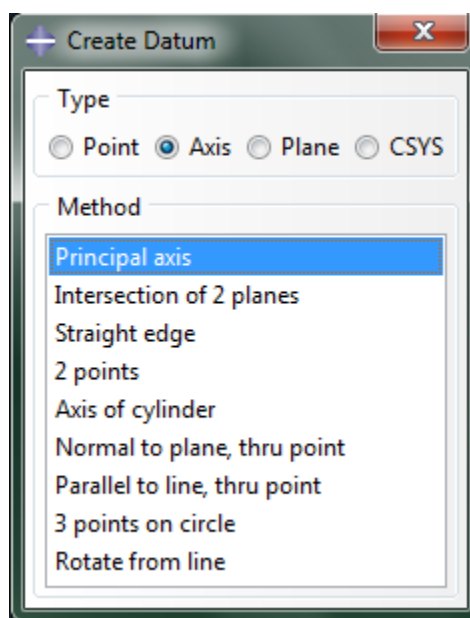 Create Datum
Type
Point Axis Plane CSYS
Method
Principal axis
Intersection of 2 planes
Straight edge
2 points
Axis of cylinder
Normal to plane, thru point
Parallel to line, thru point
3 points on circle
Rotate from line